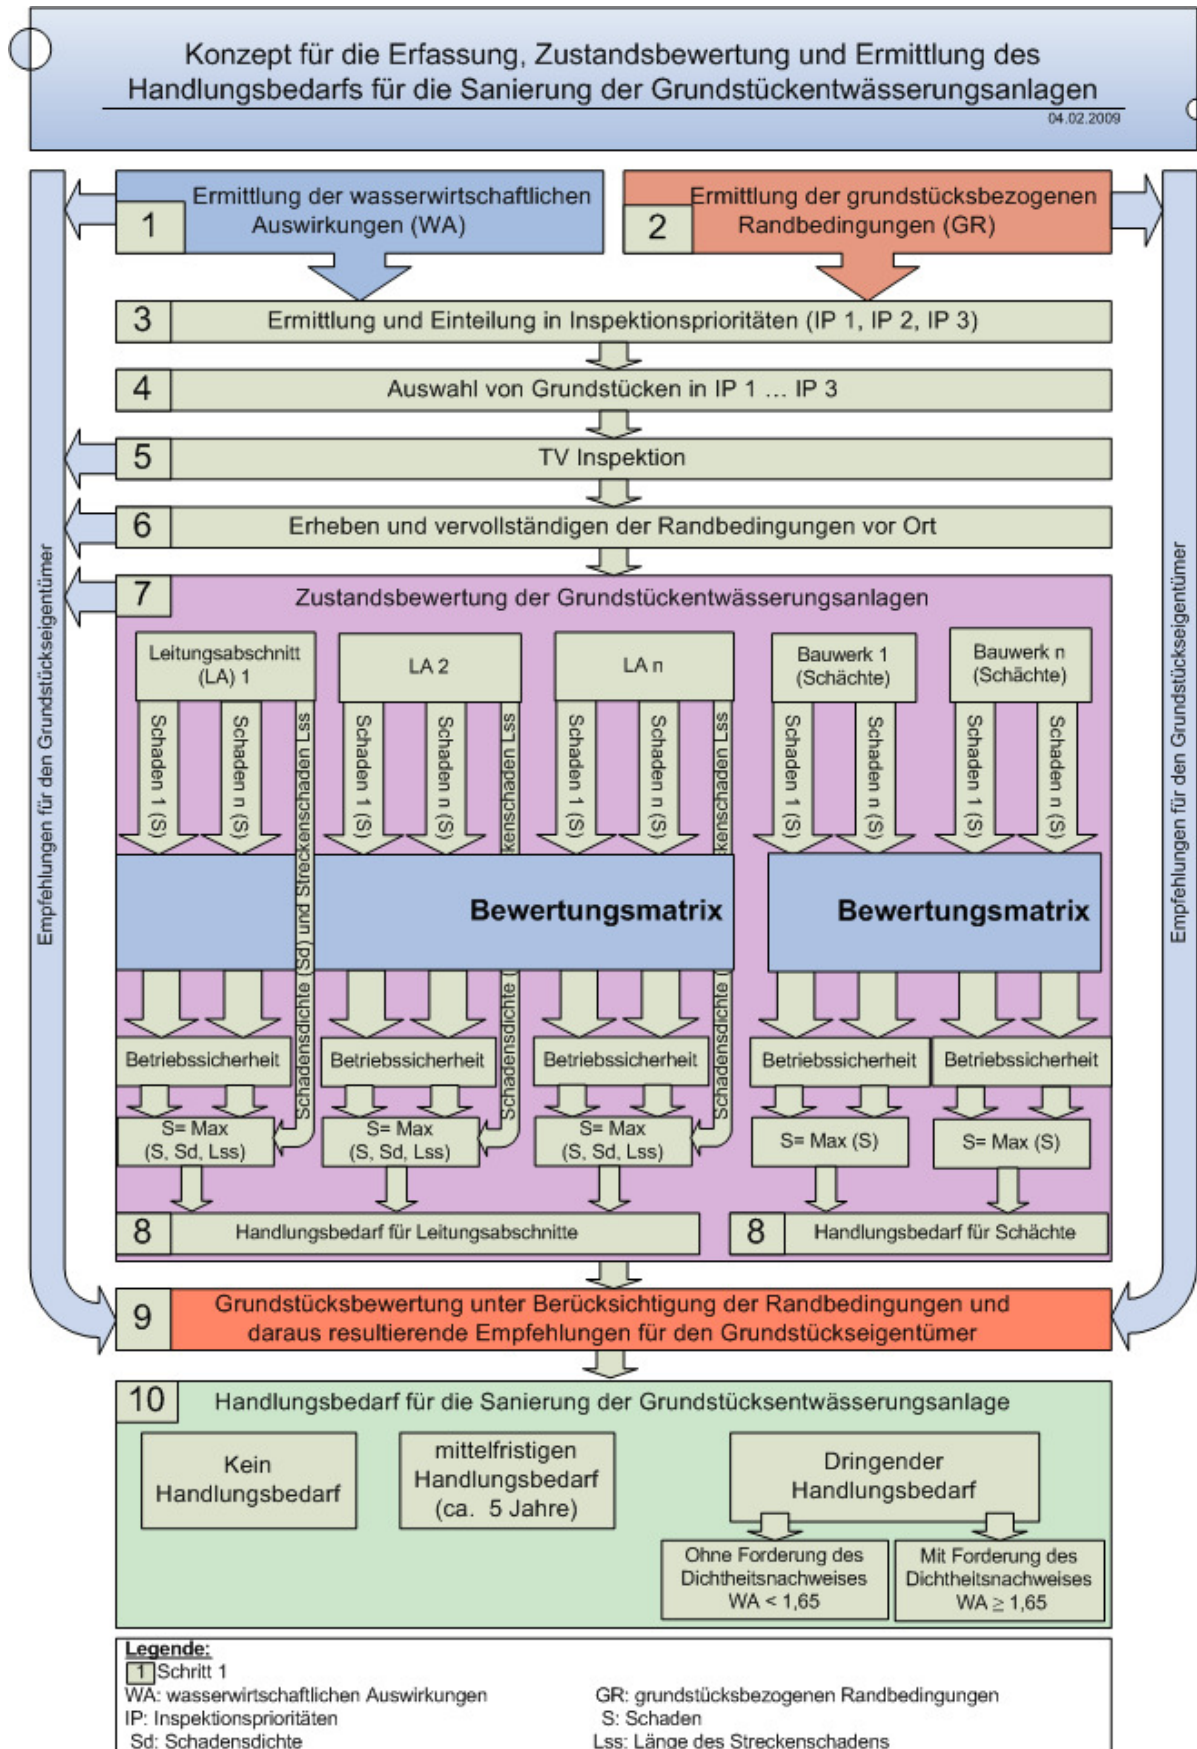 Konzept für die Erfassung, Zustandsbewertung und Ermittlung des
Handlungsbedarfs für die Sanierung der Grundstückentwässerungsanlagen
04.02.2009
1
Ermittlung der wasserwirtschaftlichen
Auswirkungen (WA)
2
Ermittlung der grundstücksbezogenen
Randbedingungen (GR)
3
Ermittlung und Einteilung in Inspektionsprioritäten (IP 1, IP 2, IP 3)
4
Auswahl von Grundstücken in IP 1 ... IP 3
5
TV Inspektion
6
Erheben und vervollständigen der Randbedingungen vor Ort
Empfehlungen für den Grundstückseigentümer
Empfehlungen für den Grundstückseigentümer
7
Zustandsbewertung der Grundstückentwässerungsanlagen
Leitungsabschnitt
(LA) 1
LA 2
LA n
Bauwerk 1
(Schächte)
Bauwerk n
(Schächte)
Schaden 1 (S)
Schaden n (S)
Schadensdichte (Sd) und Streckenschaden Lss
Schaden 1 (S)
Schaden n (S)
Schadensdichte (
kenschaden Lss
Schaden 1 (S)
Schaden n (S)
Schadensdichte (
ckenschaden Lss
Schaden 1 (S)
Schaden n (S)
Schaden 1 (S)
Schaden n (S)
Bewertungsmatrix
Bewertungsmatrix
Betriebssicherheit
Betriebssicherheit
Betriebssicherheit
Betriebssicherheit
Betriebssicherheit
S= Max
(S, Sd, Lss)
S= Max
(S, Sd, Lss)
S= Max
(S, Sd, Lss)
S= Max (S)
S= Max (S)
8
Handlungsbedarf für Leitungsabschnitte
8
Handlungsbedarf für Schächte
9
Grundstücksbewertung unter Berücksichtigung der Randbedingungen und
daraus resultierende Empfehlungen für den Grundstückseigentümer
10
Handlungsbedarf für die Sanierung der Grundstücksentwässerungsanlage
Kein
Handlungsbedarf
mittelfristigen
Handlungsbedarf
(ca. 5 Jahre)
Dringender
Handlungsbedarf
Ohne Forderung des
Dichtheitsnachweises
WA < 1,65
Mit Forderung des
Dichtheitsnachweises
WA ≥ 1,65
Legende:
1 Schritt 1
WA: wasserwirtschaftlichen Auswirkungen
GR: grundstücksbezogenen Randbedingungen
IP: Inspektionsprioritäten
S: Schaden
Sd: Schadensdichte
Lss: Länge des Streckenschadens